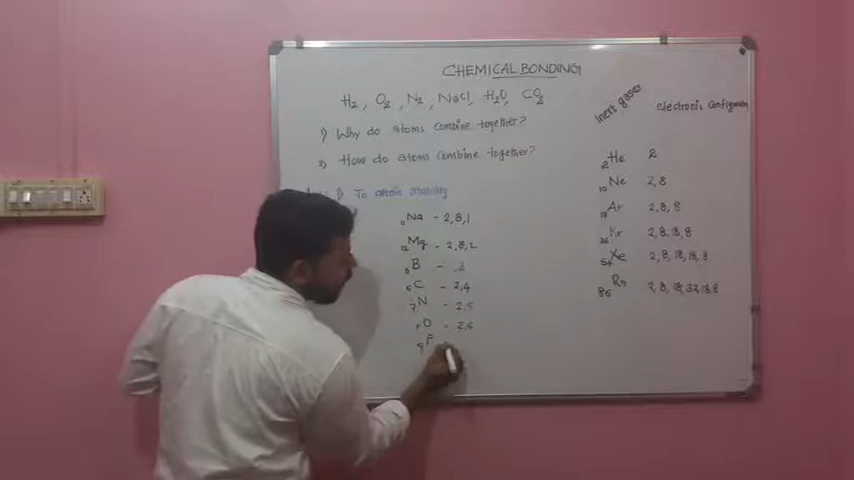 CHEMICAL BONDING
H2, O2, N2, NaCl, H2O, CO2
1) Why do atoms combine together?
2) How do atoms combine together?
1) To attain stability
11Na - 2,8,1
12Mg - 2,8,2
5B - ,3
6C - 2,4
7N - 2,5
8O - 2,6
9F
Inert gases Electronic Configuration
2He 2
10Ne 2,8
18Ar 2,8,8
36Kr 2,8,18,8
54Xe 2,8,18,18,8
86Rn 2,8,18,32,18,8